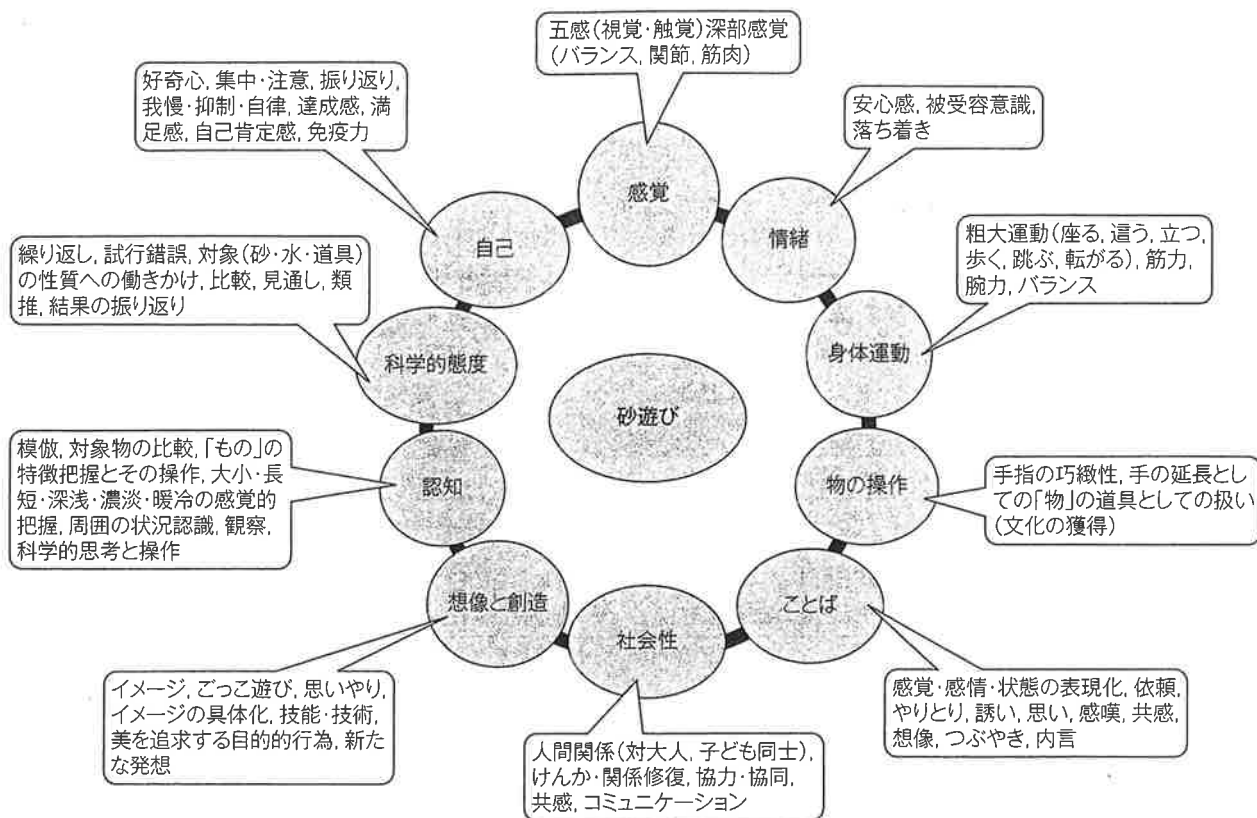 五感(視覚・触覚)深部感覚
(バランス, 関節, 筋肉)
好奇心, 集中・注意, 振り返り,
我慢・抑制・自律, 達成感, 満
足感, 自己肯定感, 免疫力
安心感, 被受容意識,
落ち着き
感覚
自己
情緒
粗大運動(座る, 這う, 立つ,
歩く, 跳ぶ, 転がる), 筋力,
腕力, バランス
繰り返し, 試行錯誤, 対象(砂・水・道具)
の性質への働きかけ, 比較, 見通し, 類
推, 結果の振り返り
科学的態度
身体運動
砂遊び
模倣, 対象物の比較, 「もの」の
特徴把握とその操作, 大小・長
短・深浅・濃淡・暖冷の感覚的
把握, 周囲の状況認識, 観察,
科学的思考と操作
認知
物の操作
手指の巧緻性, 手の延長とし
ての「物」の道具としての扱い
(文化の獲得)
想像と創造
社会性
ことば
イメージ, ごっこ遊び, 思いやり,
イメージの具体化, 技能・技術,
美を追求する目的的行為, 新た
な発想
人間関係(対大人, 子ども同士),
けんか・関係修復, 協力・協同,
共感, コミュニケーション
感覚・感情・状態の表現化, 依頼,
やりとり, 誘い, 思い, 感嘆, 共感,
想像, つぶやき, 内言